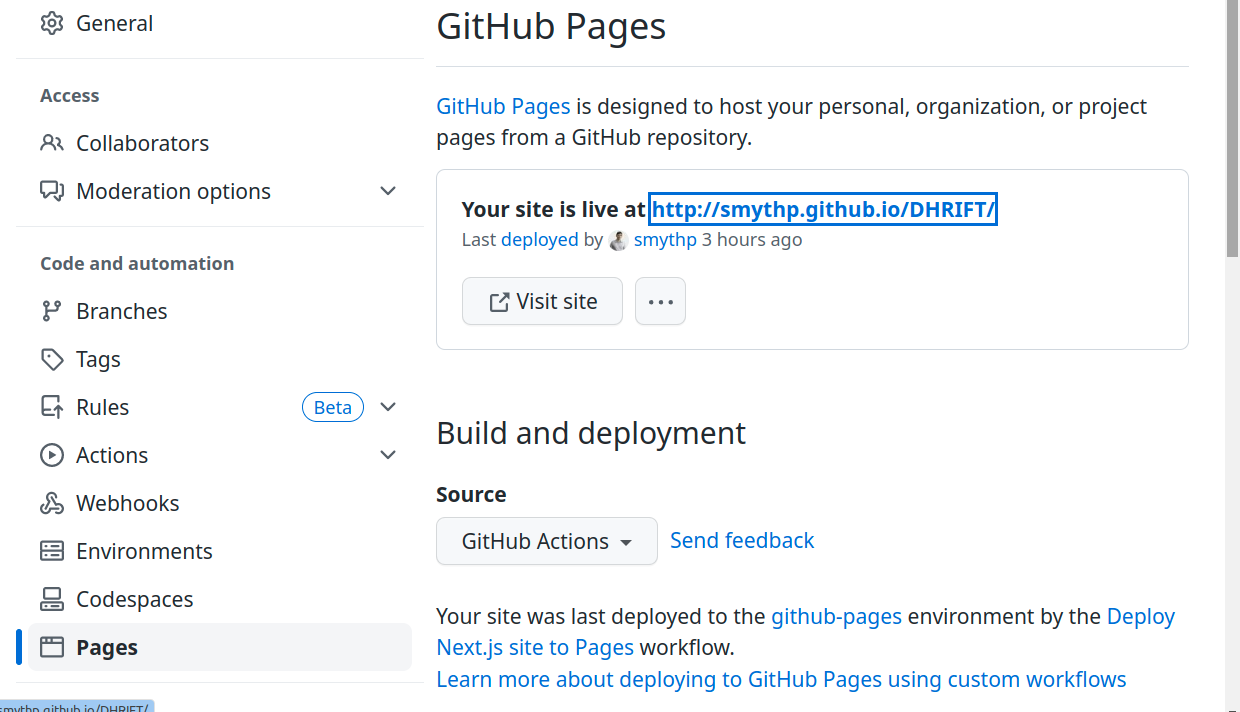 General
Access
Collaborators
Moderation options
Code and automation
Branches
Tags
Rules Beta
Actions
Webhooks
Environments
Codespaces
Pages
smythp.github.io/DHRIFT/
GitHub Pages
GitHub Pages is designed to host your personal, organization, or project
pages from a GitHub repository.
Your site is live at http://smythp.github.io/DHRIFT/
Last deployed by smythp 3 hours ago
Visit site
Build and deployment
Source
GitHub Actions Send feedback
Your site was last deployed to the github-pages environment by the Deploy
Next.js site to Pages workflow.
Learn more about deploying to GitHub Pages using custom workflows